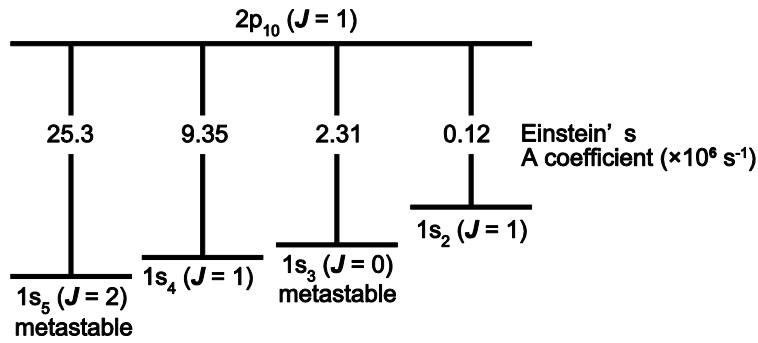 2p10 (J = 1)
25.3 9.35 2.31 0.12 Einstein’ s
A coefficient (×10⁶ s⁻¹)
1s2 (J = 1)
1s4 (J = 1) 1s3 (J = 0)
metastable
1s5 (J = 2)
metastable